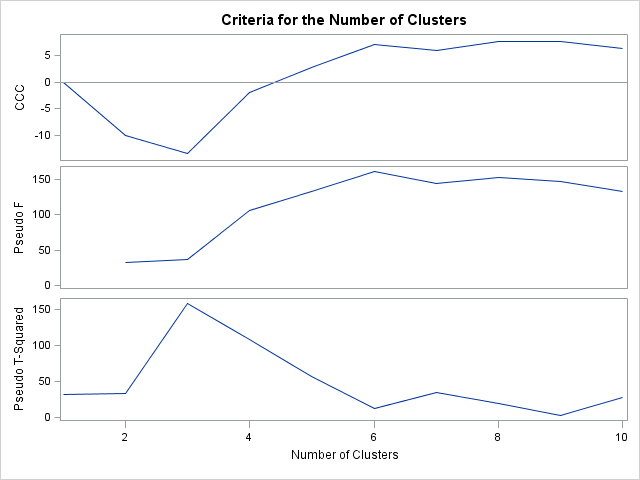 Criteria for the Number of Clusters
CCC
5
0
-5
-10
Pseudo F
150
100
50
0
Pseudo T-Squared
150
100
50
0
2 4 6 8 10
Number of Clusters